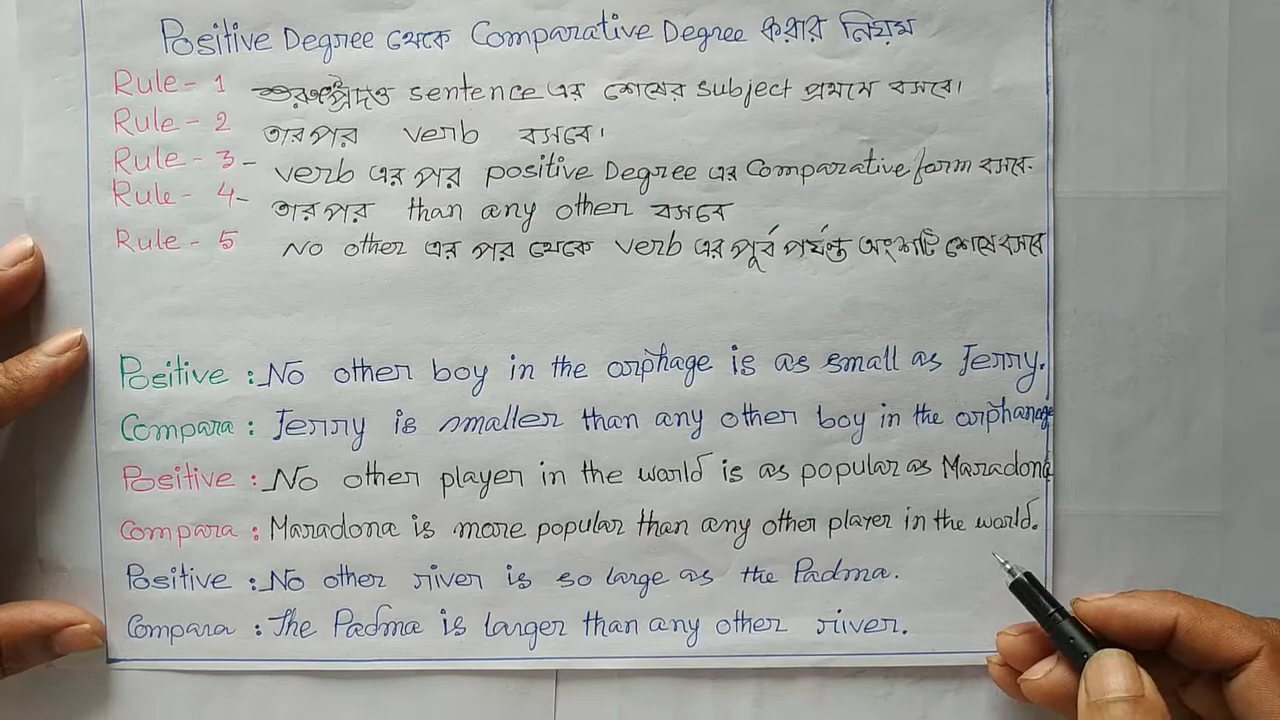 Positive Degree থেকে Comparative Degree করার নিয়ম
Rule - 1 প্রদত্ত sentence এর শেষের subject প্রথমে বসবে।
Rule - 2 তারপর verb বসবে।
Rule - 3 - verb এর পর positive Degree এর Comparative form বসবে.
Rule - 4 - তারপর than any other বসবে
Rule - 5 No other এর পর থেকে verb এর পূর্ব পর্যন্ত অংশটি শেষে বসবে
Positive : No other boy in the orphage is as small as Jerry.
Compara : Jerry is smaller than any other boy in the orphanage
Positive : No other player in the world is as popular as Maradona
Compara : Maradona is more popular than any other player in the world.
Positive : No other river is so large as the Padma.
Compara : The Padma is larger than any other river.